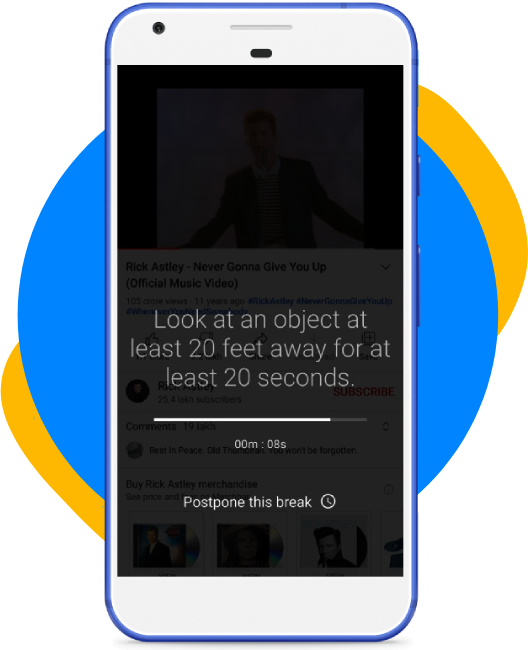 Rick Astley - Never Gonna Give You Up
(Official Music Video)
105 crore views · 11 years ago #RickAstley #NeverGonnaGiveYouUp
#WheneverYouNeedSomebody
Look at an object at
least 20 feet away for at
least 20 seconds.
Rick Astley
SUBSCRIBE
25.4 lakh subscribers
Comments 19 lakh
00m : 08s
Best In Peace. Old Thumbnail. You won't be forgotten.
Buy Rick Astley merchandise
See price and
Postpone this break